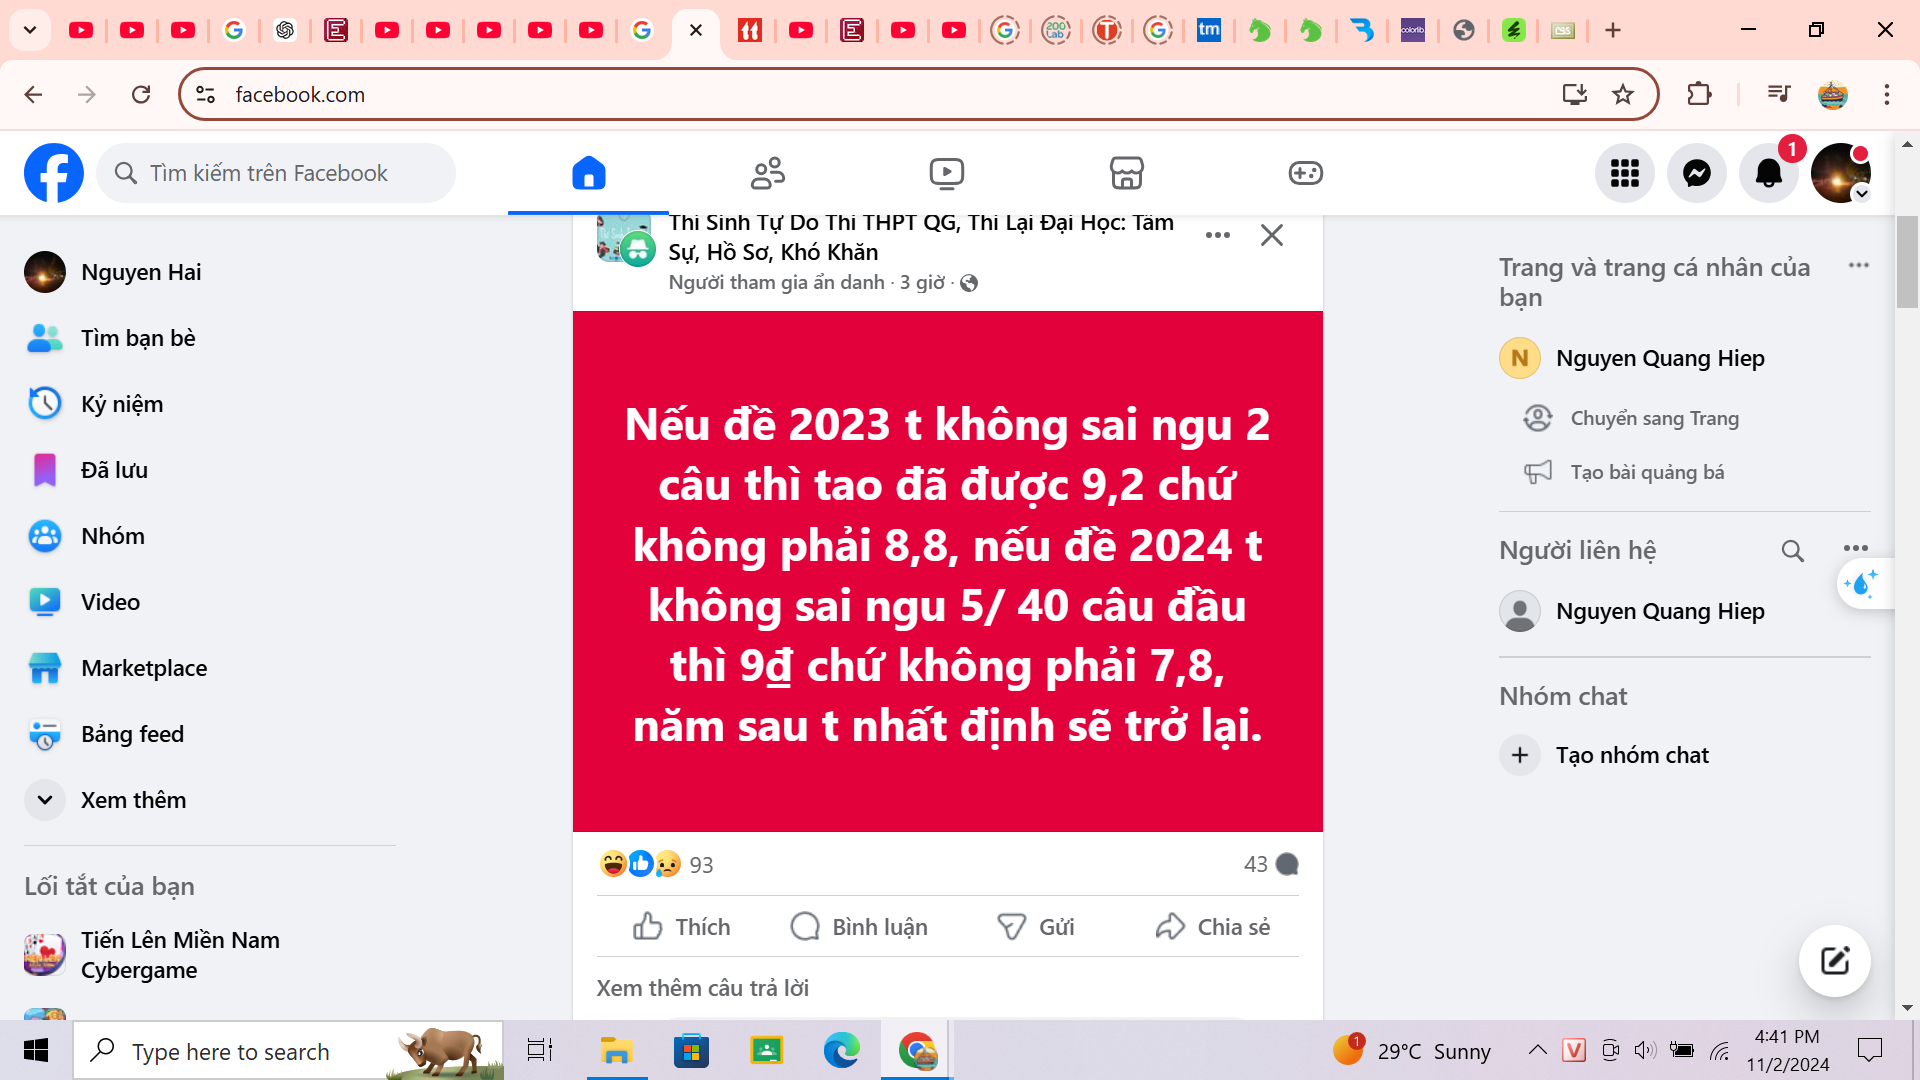 facebook.com
Tìm kiếm trên Facebook
1
Nguyen Hai
Tìm bạn bè
Kỷ niệm
Đã lưu
Nhóm
Video
Marketplace
Bảng feed
Xem thêm
Lối tắt của bạn
Tiến Lên Miền Nam
Cybergame
Thí Sinh Tự Do Thi THPT QG, Thi Lại Đại Học: Tâm
Sự, Hồ Sơ, Khó Khăn
Người tham gia ẩn danh · 3 giờ ·
Nếu đề 2023 t không sai ngu 2
câu thì tao đã được 9,2 chứ
không phải 8,8, nếu đề 2024 t
không sai ngu 5/ 40 câu đầu
thì 9₫ chứ không phải 7,8,
năm sau t nhất định sẽ trở lại.
93
43
Thích
Bình luận
Gửi
Chia sẻ
Xem thêm câu trả lời
Trang và trang cá nhân của
bạn
N
Nguyen Quang Hiep
Chuyển sang Trang
Tạo bài quảng bá
Người liên hệ
Nguyen Quang Hiep
Nhóm chat
Tạo nhóm chat
Type here to search
1
29°C Sunny
V
4:41 PM
11/2/2024